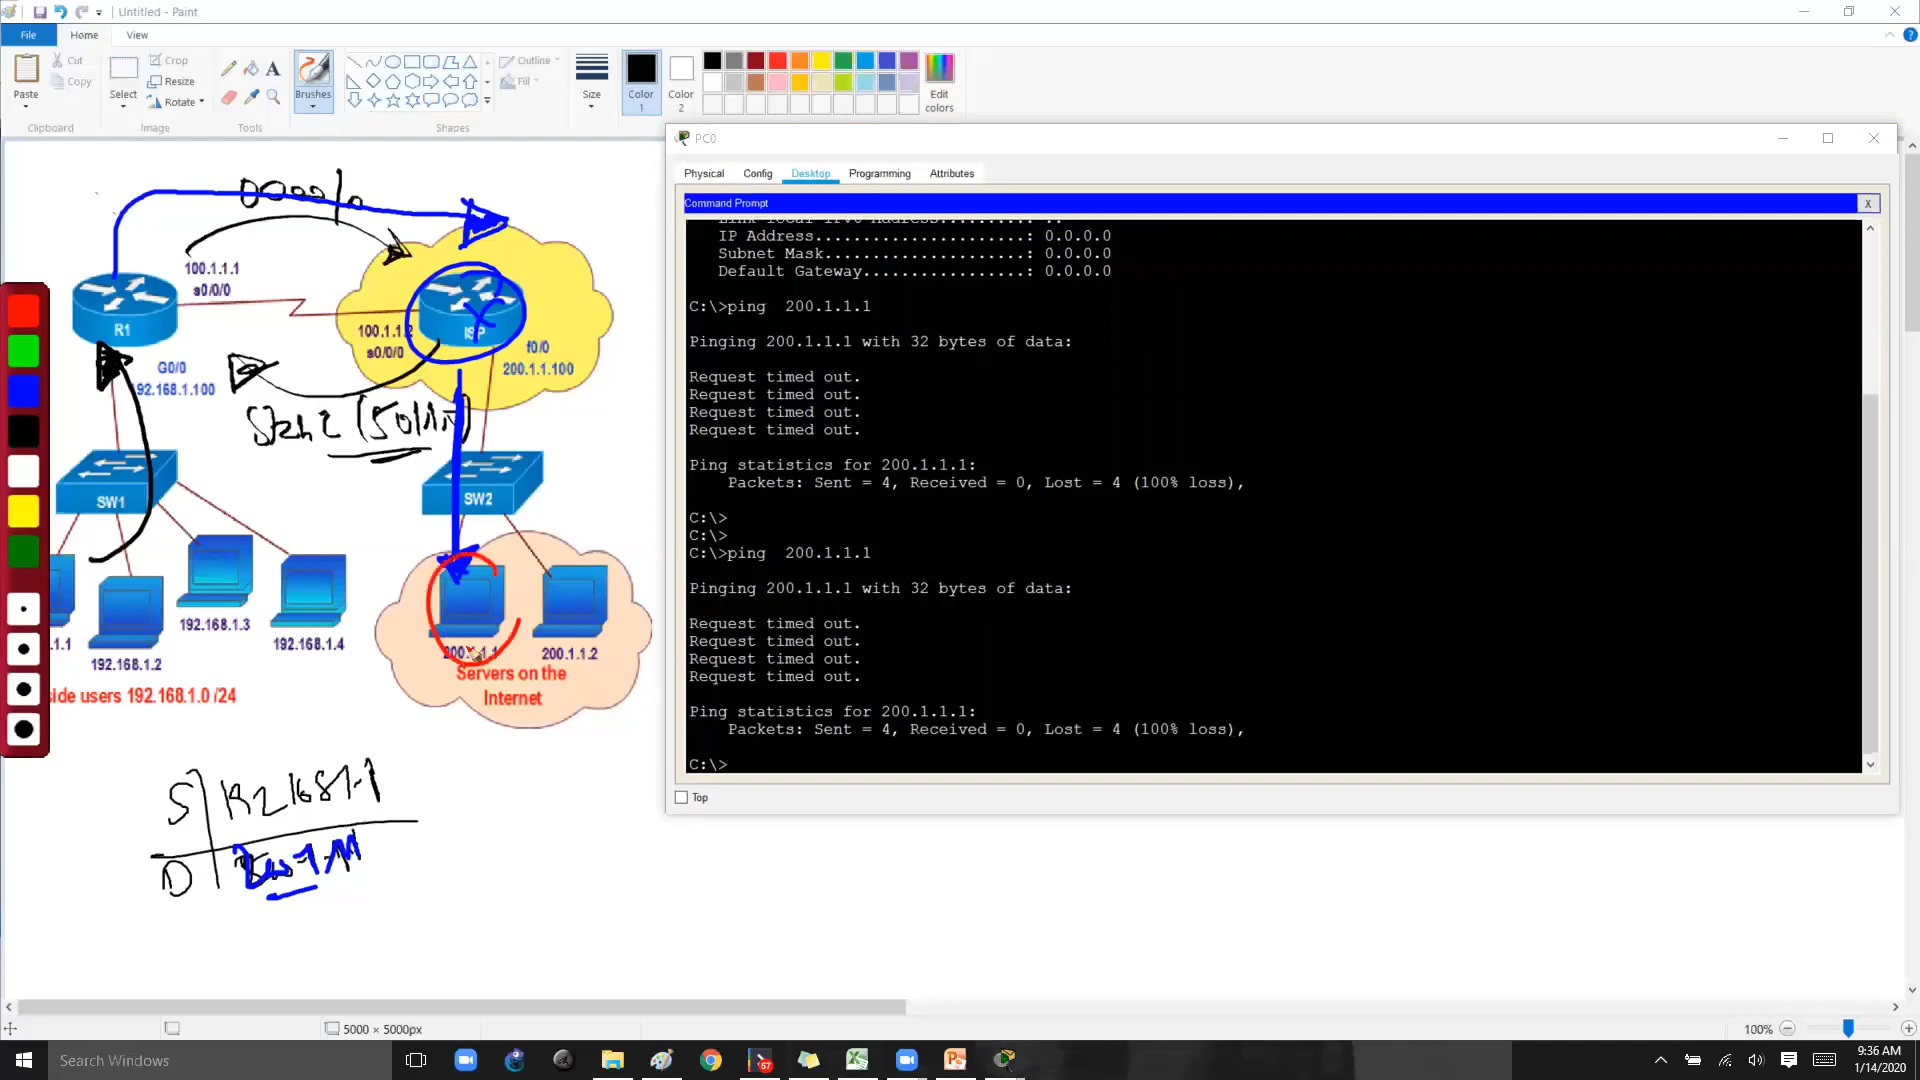 Untitled - Paint
File
Home
View
Paste
Cut
Copy
Clipboard
Select
Crop
Resize
Rotate
Image
Tools
Brushes
Shapes
Outline
Fill
Size
Color
1
Color
2
Edit
colors
100.1.1.1
s0/0/0
R1
ISP
100.1.1.2
s0/0/0
f0/0
200.1.1.100
G0/0
92.168.1.100
SW1
SW2
.1.1
192.168.1.2
192.168.1.3
192.168.1.4
200.1.1.1
200.1.1.2
side users 192.168.1.0 /24
Servers on the
Internet
S
D
PC0
Physical
Config
Desktop
Programming
Attributes
Command Prompt
X
IP Address......................: 0.0.0.0
Subnet Mask.....................: 0.0.0.0
Default Gateway.................: 0.0.0.0
C:\>ping  200.1.1.1
Pinging 200.1.1.1 with 32 bytes of data:
Request timed out.
Request timed out.
Request timed out.
Request timed out.
Ping statistics for 200.1.1.1:
Packets: Sent = 4, Received = 0, Lost = 4 (100% loss),
C:\>
C:\>
C:\>ping  200.1.1.1
Pinging 200.1.1.1 with 32 bytes of data:
Request timed out.
Request timed out.
Request timed out.
Request timed out.
Ping statistics for 200.1.1.1:
Packets: Sent = 4, Received = 0, Lost = 4 (100% loss),
C:\>
Top
5000 × 5000px
100%
Search Windows
57
9:36 AM
1/14/2020